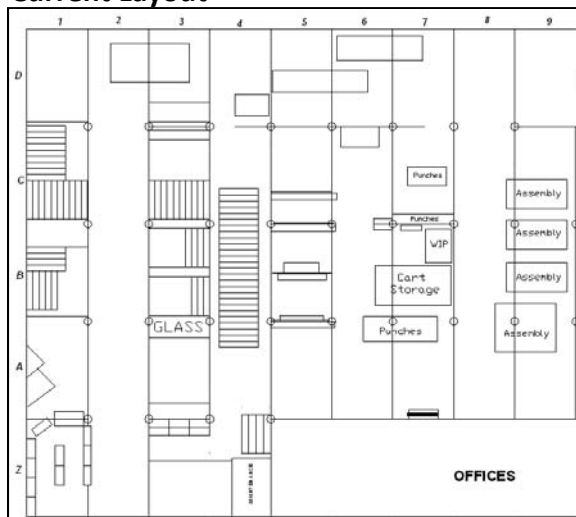 Current Layout
1 2 3 4 5 6 7 8 9
D
C
Punches
Assembly
Punches
Assembly
WIP
B
Cart
Storage
Assembly
GLASS
Punches
Assembly
A
Z
OFFICES